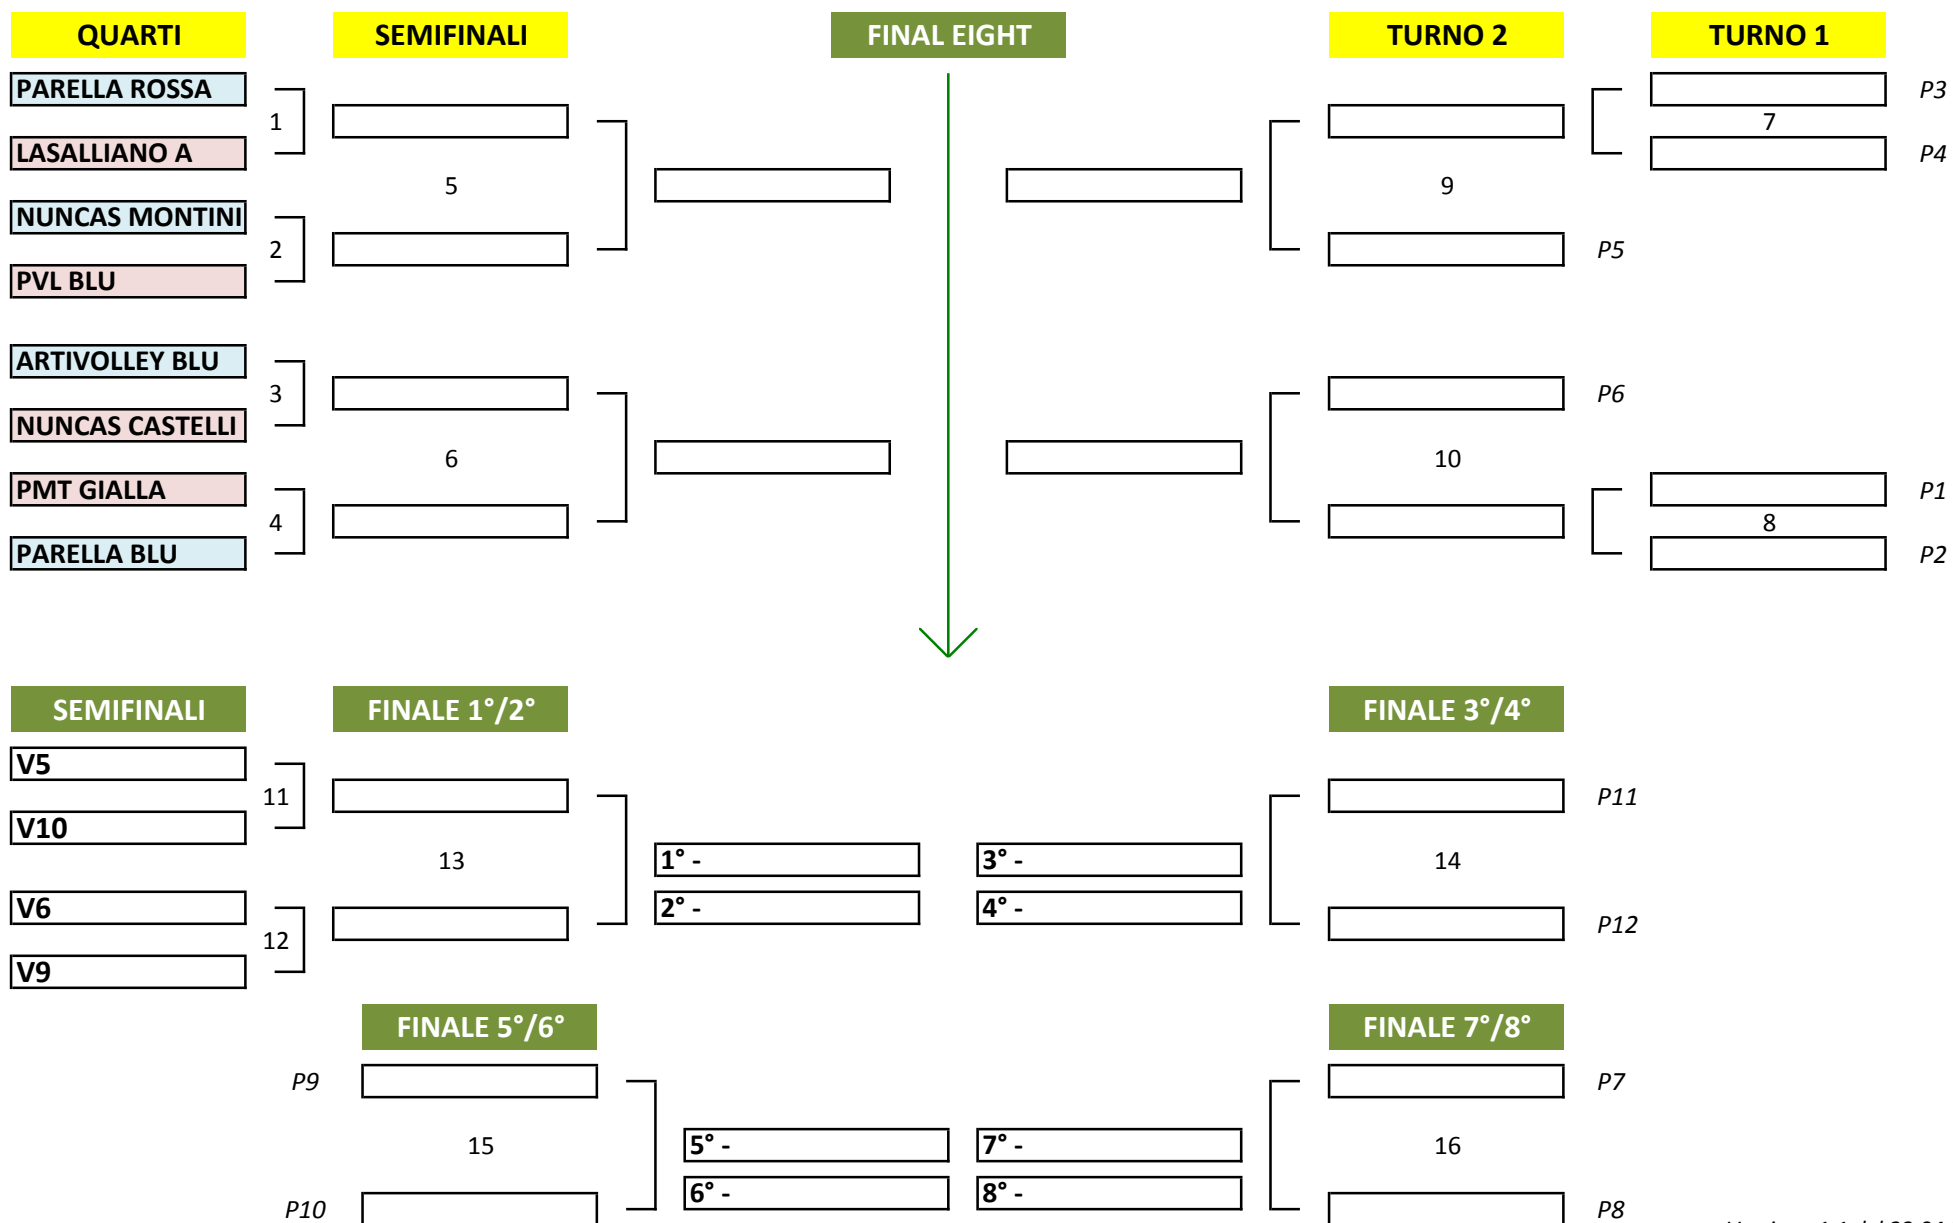 QUARTI SEMIFINALI FINAL EIGHT TURNO 2 TURNO 1
PARELLA ROSSA P3
1 7
LASALLIANO A P4
5 9
NUNCAS MONTINI
2 P5
PVL BLU
ARTIVOLLEY BLU
3 P6
NUNCAS CASTELLI
6 10
PMT GIALLA P1
4 8
PARELLA BLU P2
SEMIFINALI FINALE 1°/2° FINALE 3°/4°
V5
11 P11
V10
13 1° - 3° - 14
V6 2° - 4° -
12 P12
V9
FINALE 5°/6° FINALE 7°/8°
P9 P7
15 5° - 7° - 16
6° - 8° -
P10 P8